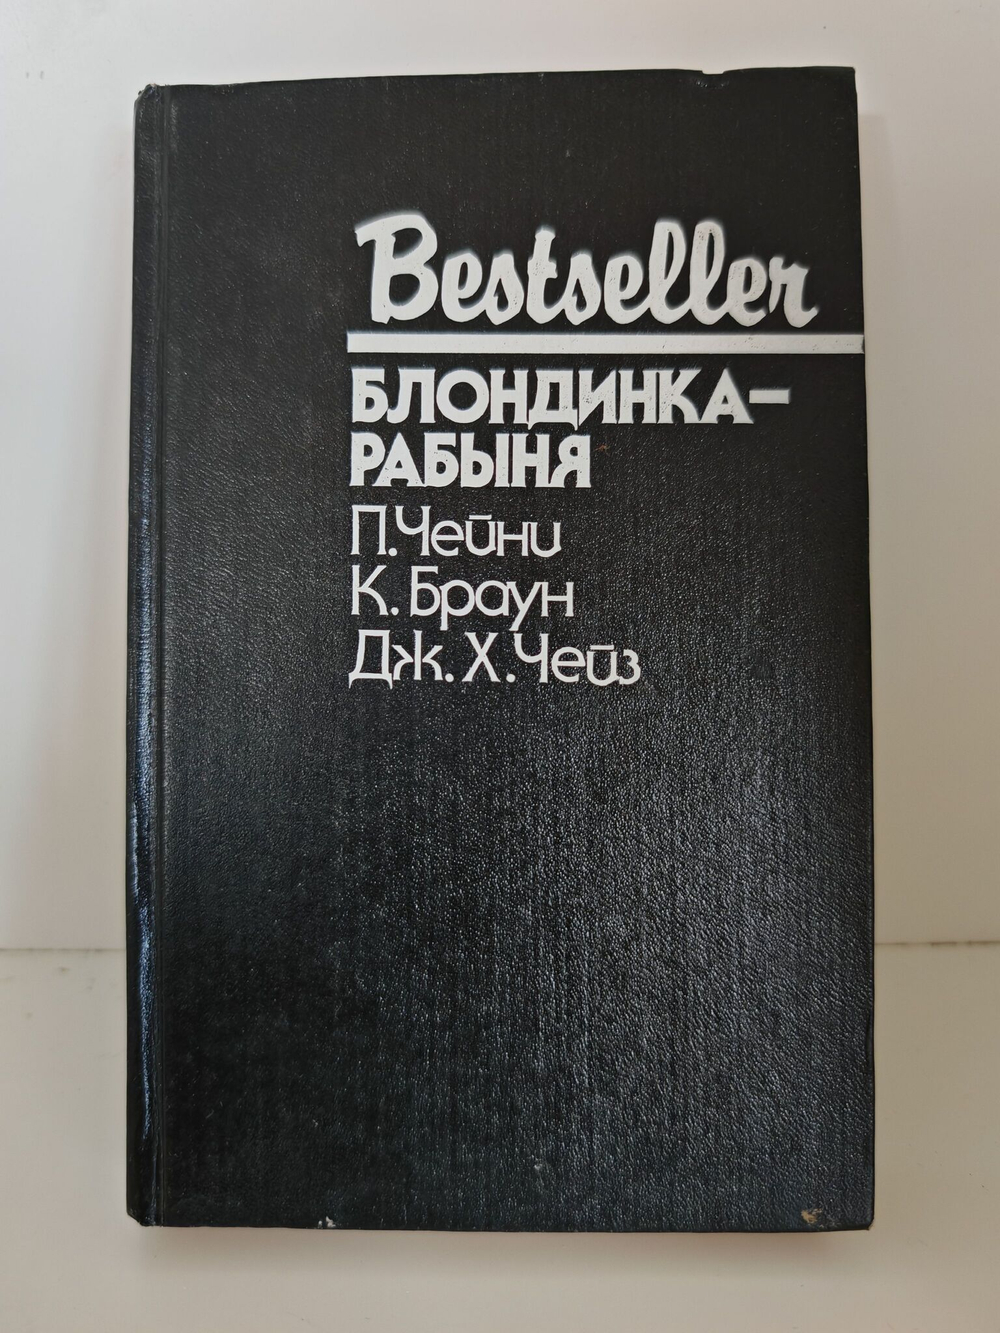 Bestseller
БЛОНДИНКА-
РАБЫНЯ
П. Чейни
К. Браун
Дж. Х. Чейз